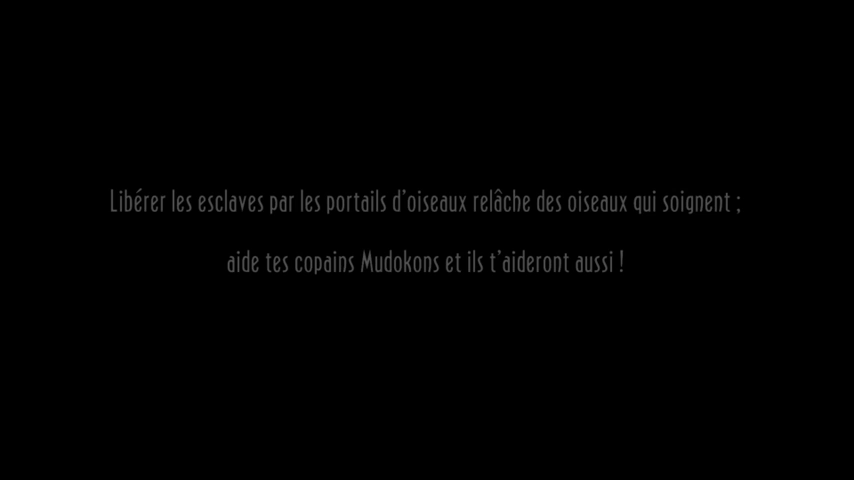 Libérer les esclaves par les portails d'oiseaux relâche des oiseaux qui soignent ;
aide tes copains Mudokons et ils t'aideront aussi !